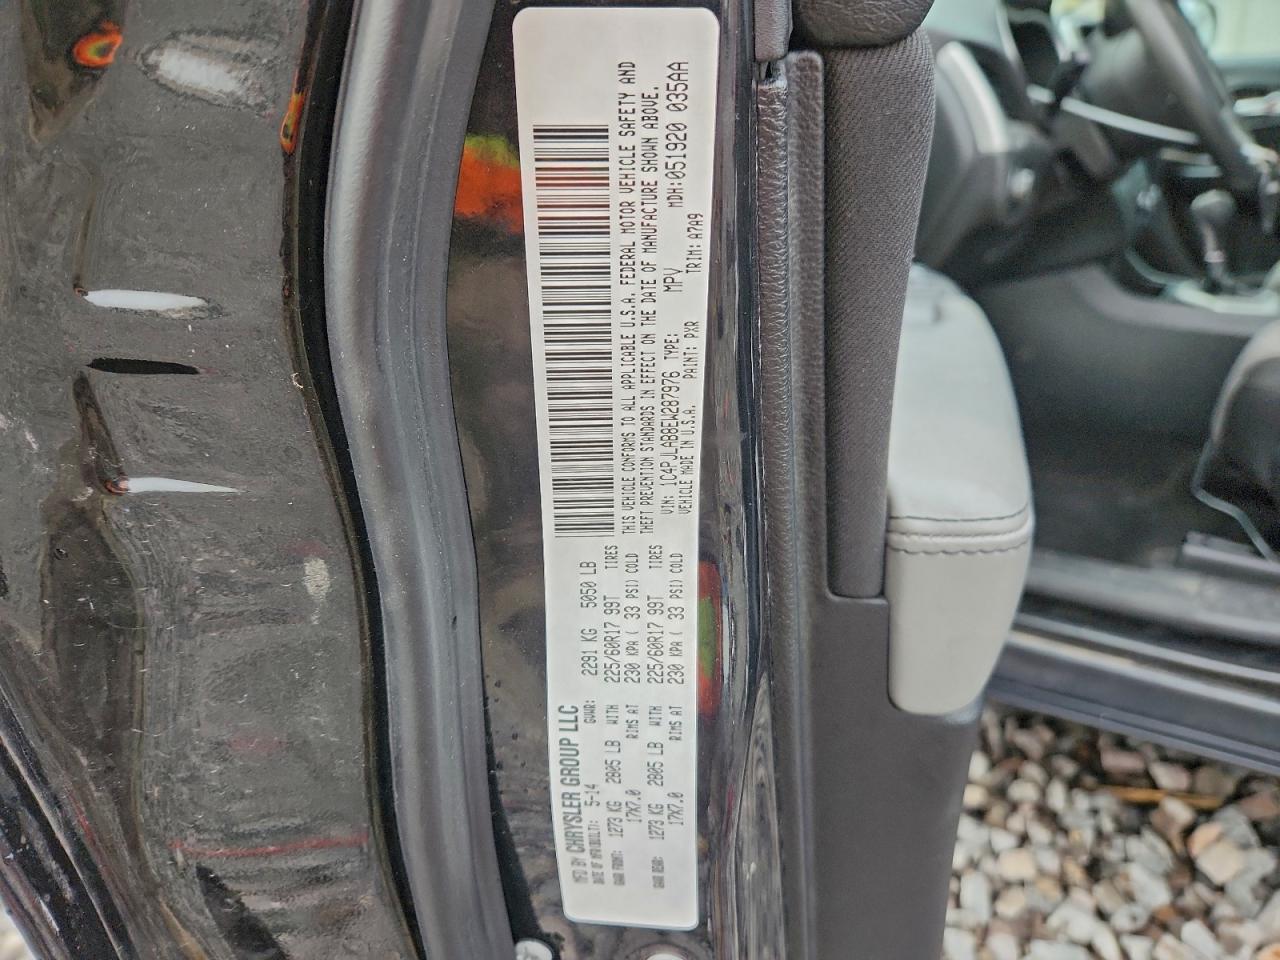 MFD BY CHRYSLER GROUP LLC
DATE OF MFR(BUILT): 5-14 GVWR: 2291 KG 5050 LB
GAWR FRONT: 1273 KG 2805 LB WITH 225/60R17 99T TIRES
17X7.0 RIMS AT 230 KPA ( 33 PSI) COLD
GAWR REAR: 1273 KG 2805 LB WITH 225/60R17 99T TIRES
17X7.0 RIMS AT 230 KPA ( 33 PSI) COLD
THIS VEHICLE CONFORMS TO ALL APPLICABLE U.S.A. FEDERAL MOTOR VEHICLE SAFETY AND
THEFT PREVENTION STANDARDS IN EFFECT ON THE DATE OF MANUFACTURE SHOWN ABOVE.
VIN: 1C4PJLAB8EW287976 TYPE: MPV MDH:051920 035AA
VEHICLE MADE IN U.S.A. PAINT: PXR TRIM: A7A9